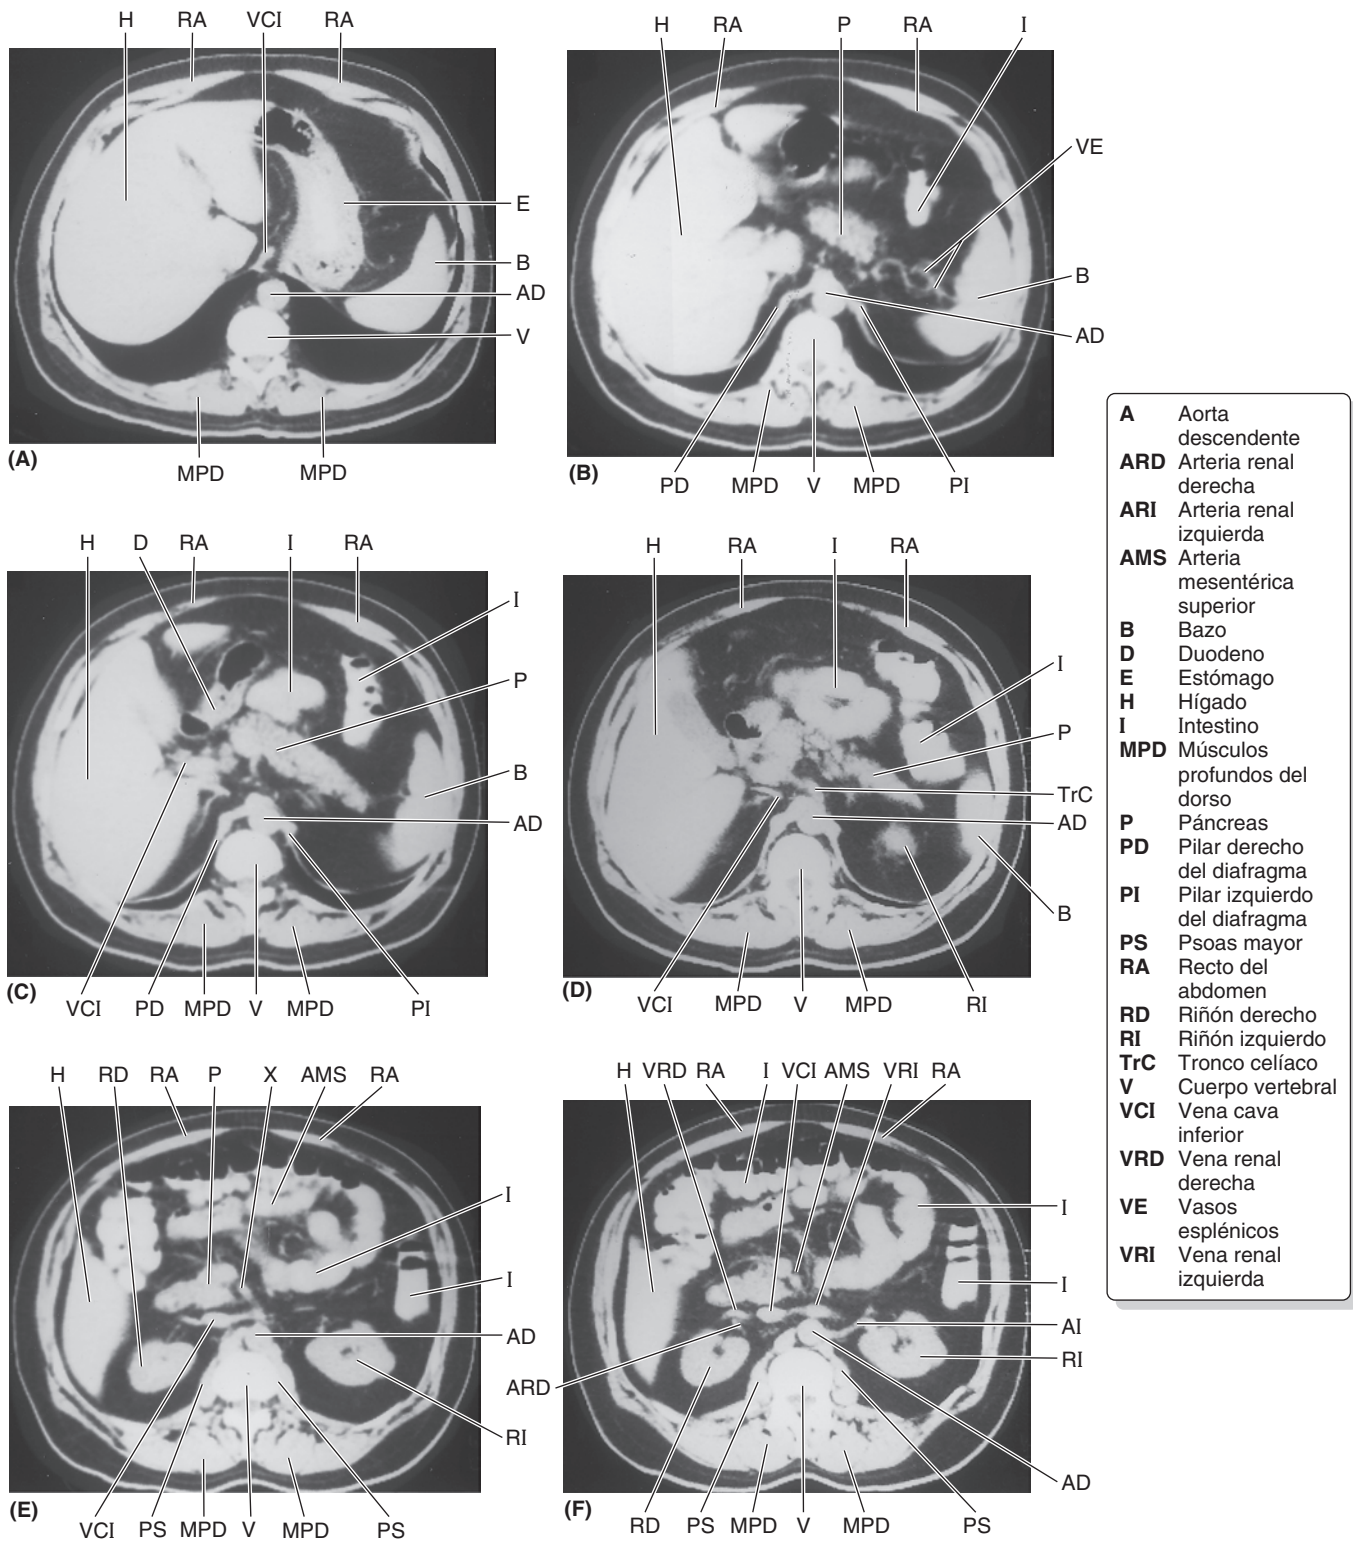 H RA VCI RA
E
B
AD
V
MPD MPD
(A)
H RA P RA I
VE
B
AD
PD MPD V MPD PI
(B)
H D RA I RA
I
P
B
AD
VCI PD MPD V MPD PI
(C)
H RA I RA
I
P
TrC
AD
B
VCI MPD V MPD RI
(D)
H RD RA P X AMS RA
I
I
AD
RI
VCI PS MPD V MPD PS
(E)
H VRD RA I VCI AMS VRI RA
I
I
AI
RI
ARD
AD
RD PS MPD V MPD PS
(F)
A Aorta
descendente
ARD Arteria renal
derecha
ARI Arteria renal
izquierda
AMS Arteria
mesentérica
superior
B Bazo
D Duodeno
E Estómago
H Hígado
I Intestino
MPD Músculos
profundos del
dorso
P Páncreas
PD Pilar derecho
del diafragma
PI Pilar izquierdo
del diafragma
PS Psoas mayor
RA Recto del
abdomen
RD Riñón derecho
RI Riñón izquierdo
TrC Tronco celíaco
V Cuerpo vertebral
VCI Vena cava
inferior
VRD Vena renal
derecha
VE Vasos
esplénicos
VRI Vena renal
izquierda